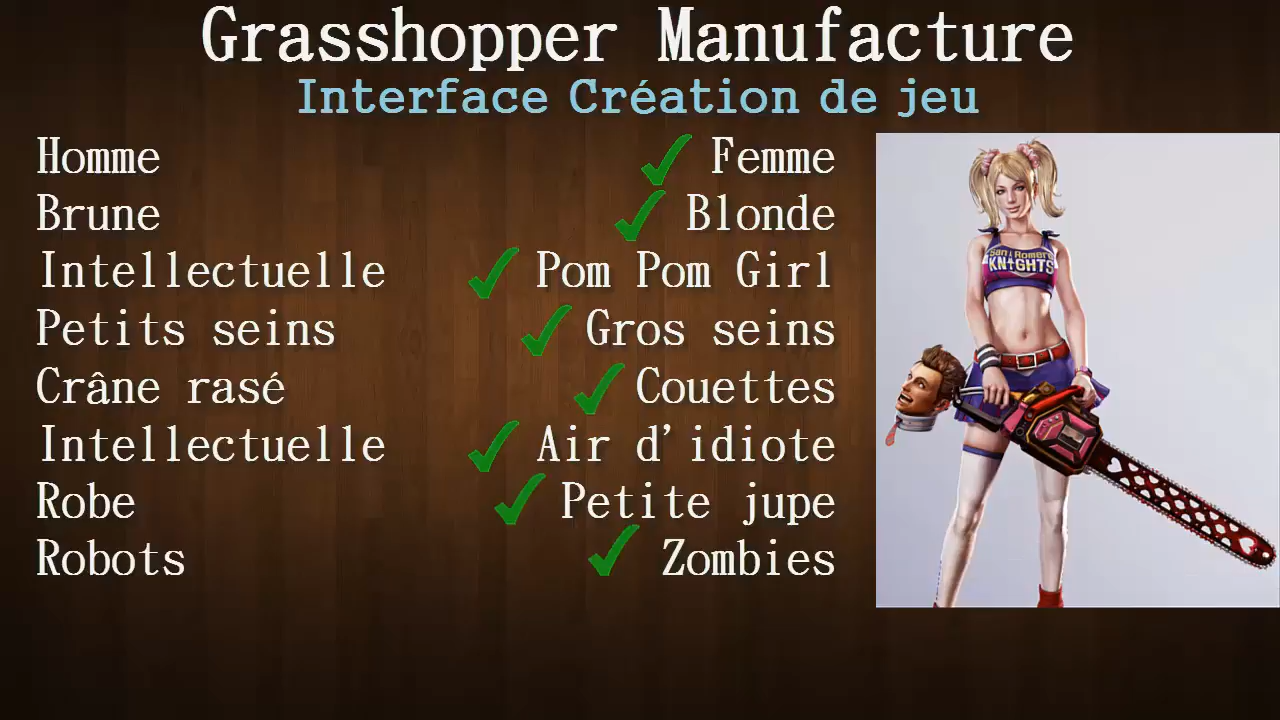 Grasshopper Manufacture
Interface Création de jeu
Homme ✓ Femme
Brune ✓ Blonde
Intellectuelle ✓ Pom Pom Girl
Petits seins ✓ Gros seins
Crâne rasé ✓ Couettes
Intellectuelle ✓ Air d'idiote
Robe ✓ Petite jupe
Robots ✓ Zombies
San Romero
KNIGHTS